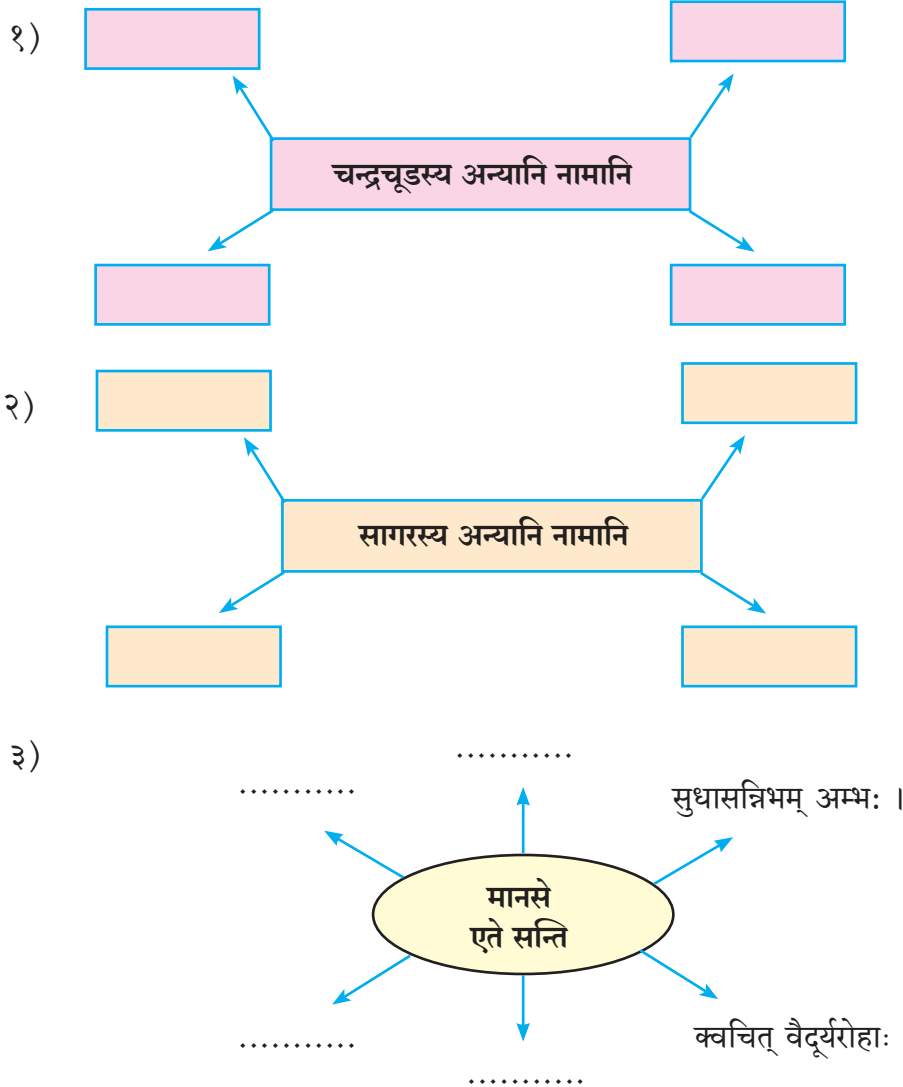 १)
चन्द्रचूडस्य अन्यानि नामानि
२)
सागरस्य अन्यानि नामानि
३)
...........
...........
सुधासन्निभम् अम्भः ।
मानसे
एते सन्ति
...........
क्वचित् वैदूर्यरोहाः
...........